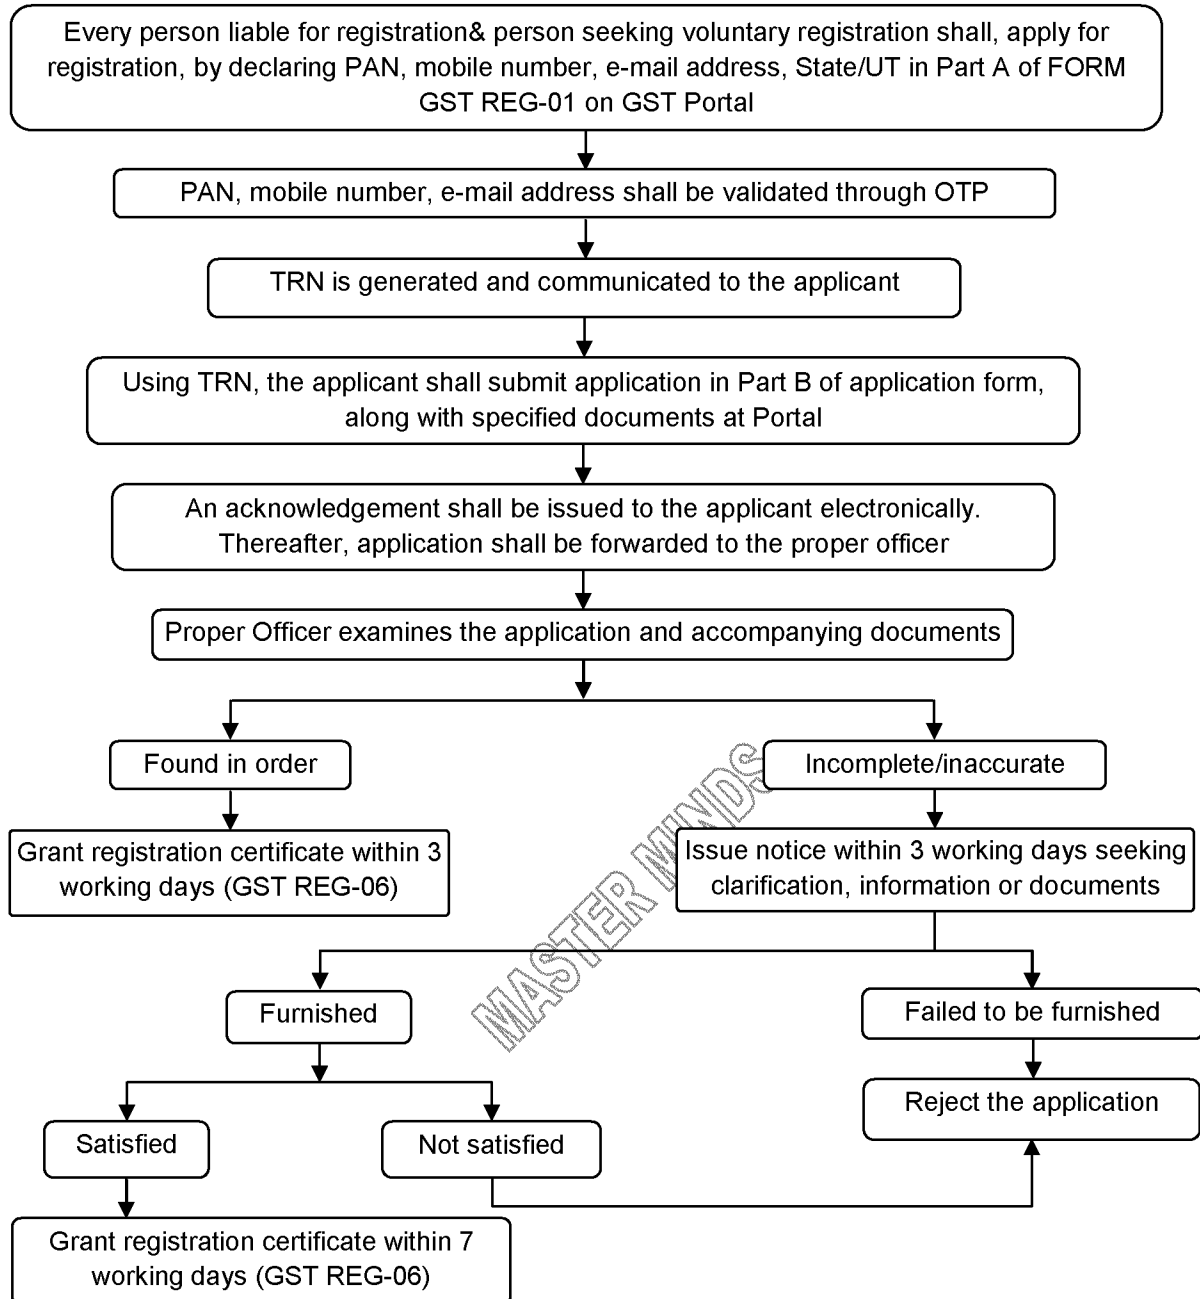 Every person liable for registration& person seeking voluntary registration shall, apply for
registration, by declaring PAN, mobile number, e-mail address, State/UT in Part A of FORM
GST REG-01 on GST Portal
PAN, mobile number, e-mail address shall be validated through OTP
TRN is generated and communicated to the applicant
Using TRN, the applicant shall submit application in Part B of application form,
along with specified documents at Portal
An acknowledgement shall be issued to the applicant electronically.
Thereafter, application shall be forwarded to the proper officer
Proper Officer examines the application and accompanying documents
Found in order
Incomplete/inaccurate
Grant registration certificate within 3
working days (GST REG-06)
Issue notice within 3 working days seeking
clarification, information or documents
MASTER MINDS
Furnished
Failed to be furnished
Reject the application
Satisfied
Not satisfied
Grant registration certificate within 7
working days (GST REG-06)